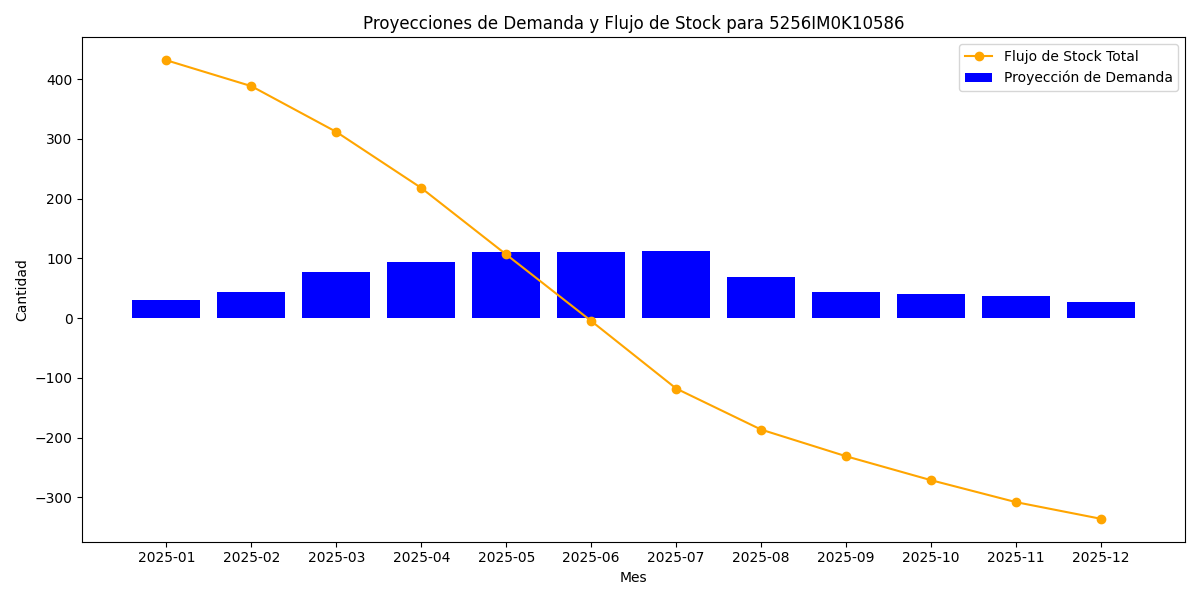 Proyecciones de Demanda y Flujo de Stock para 5256IM0K10586
Flujo de Stock Total
Proyección de Demanda
Cantidad
400
300
200
100
0
−100
−200
−300
2025-01 2025-02 2025-03 2025-04 2025-05 2025-06 2025-07 2025-08 2025-09 2025-10 2025-11 2025-12
Mes